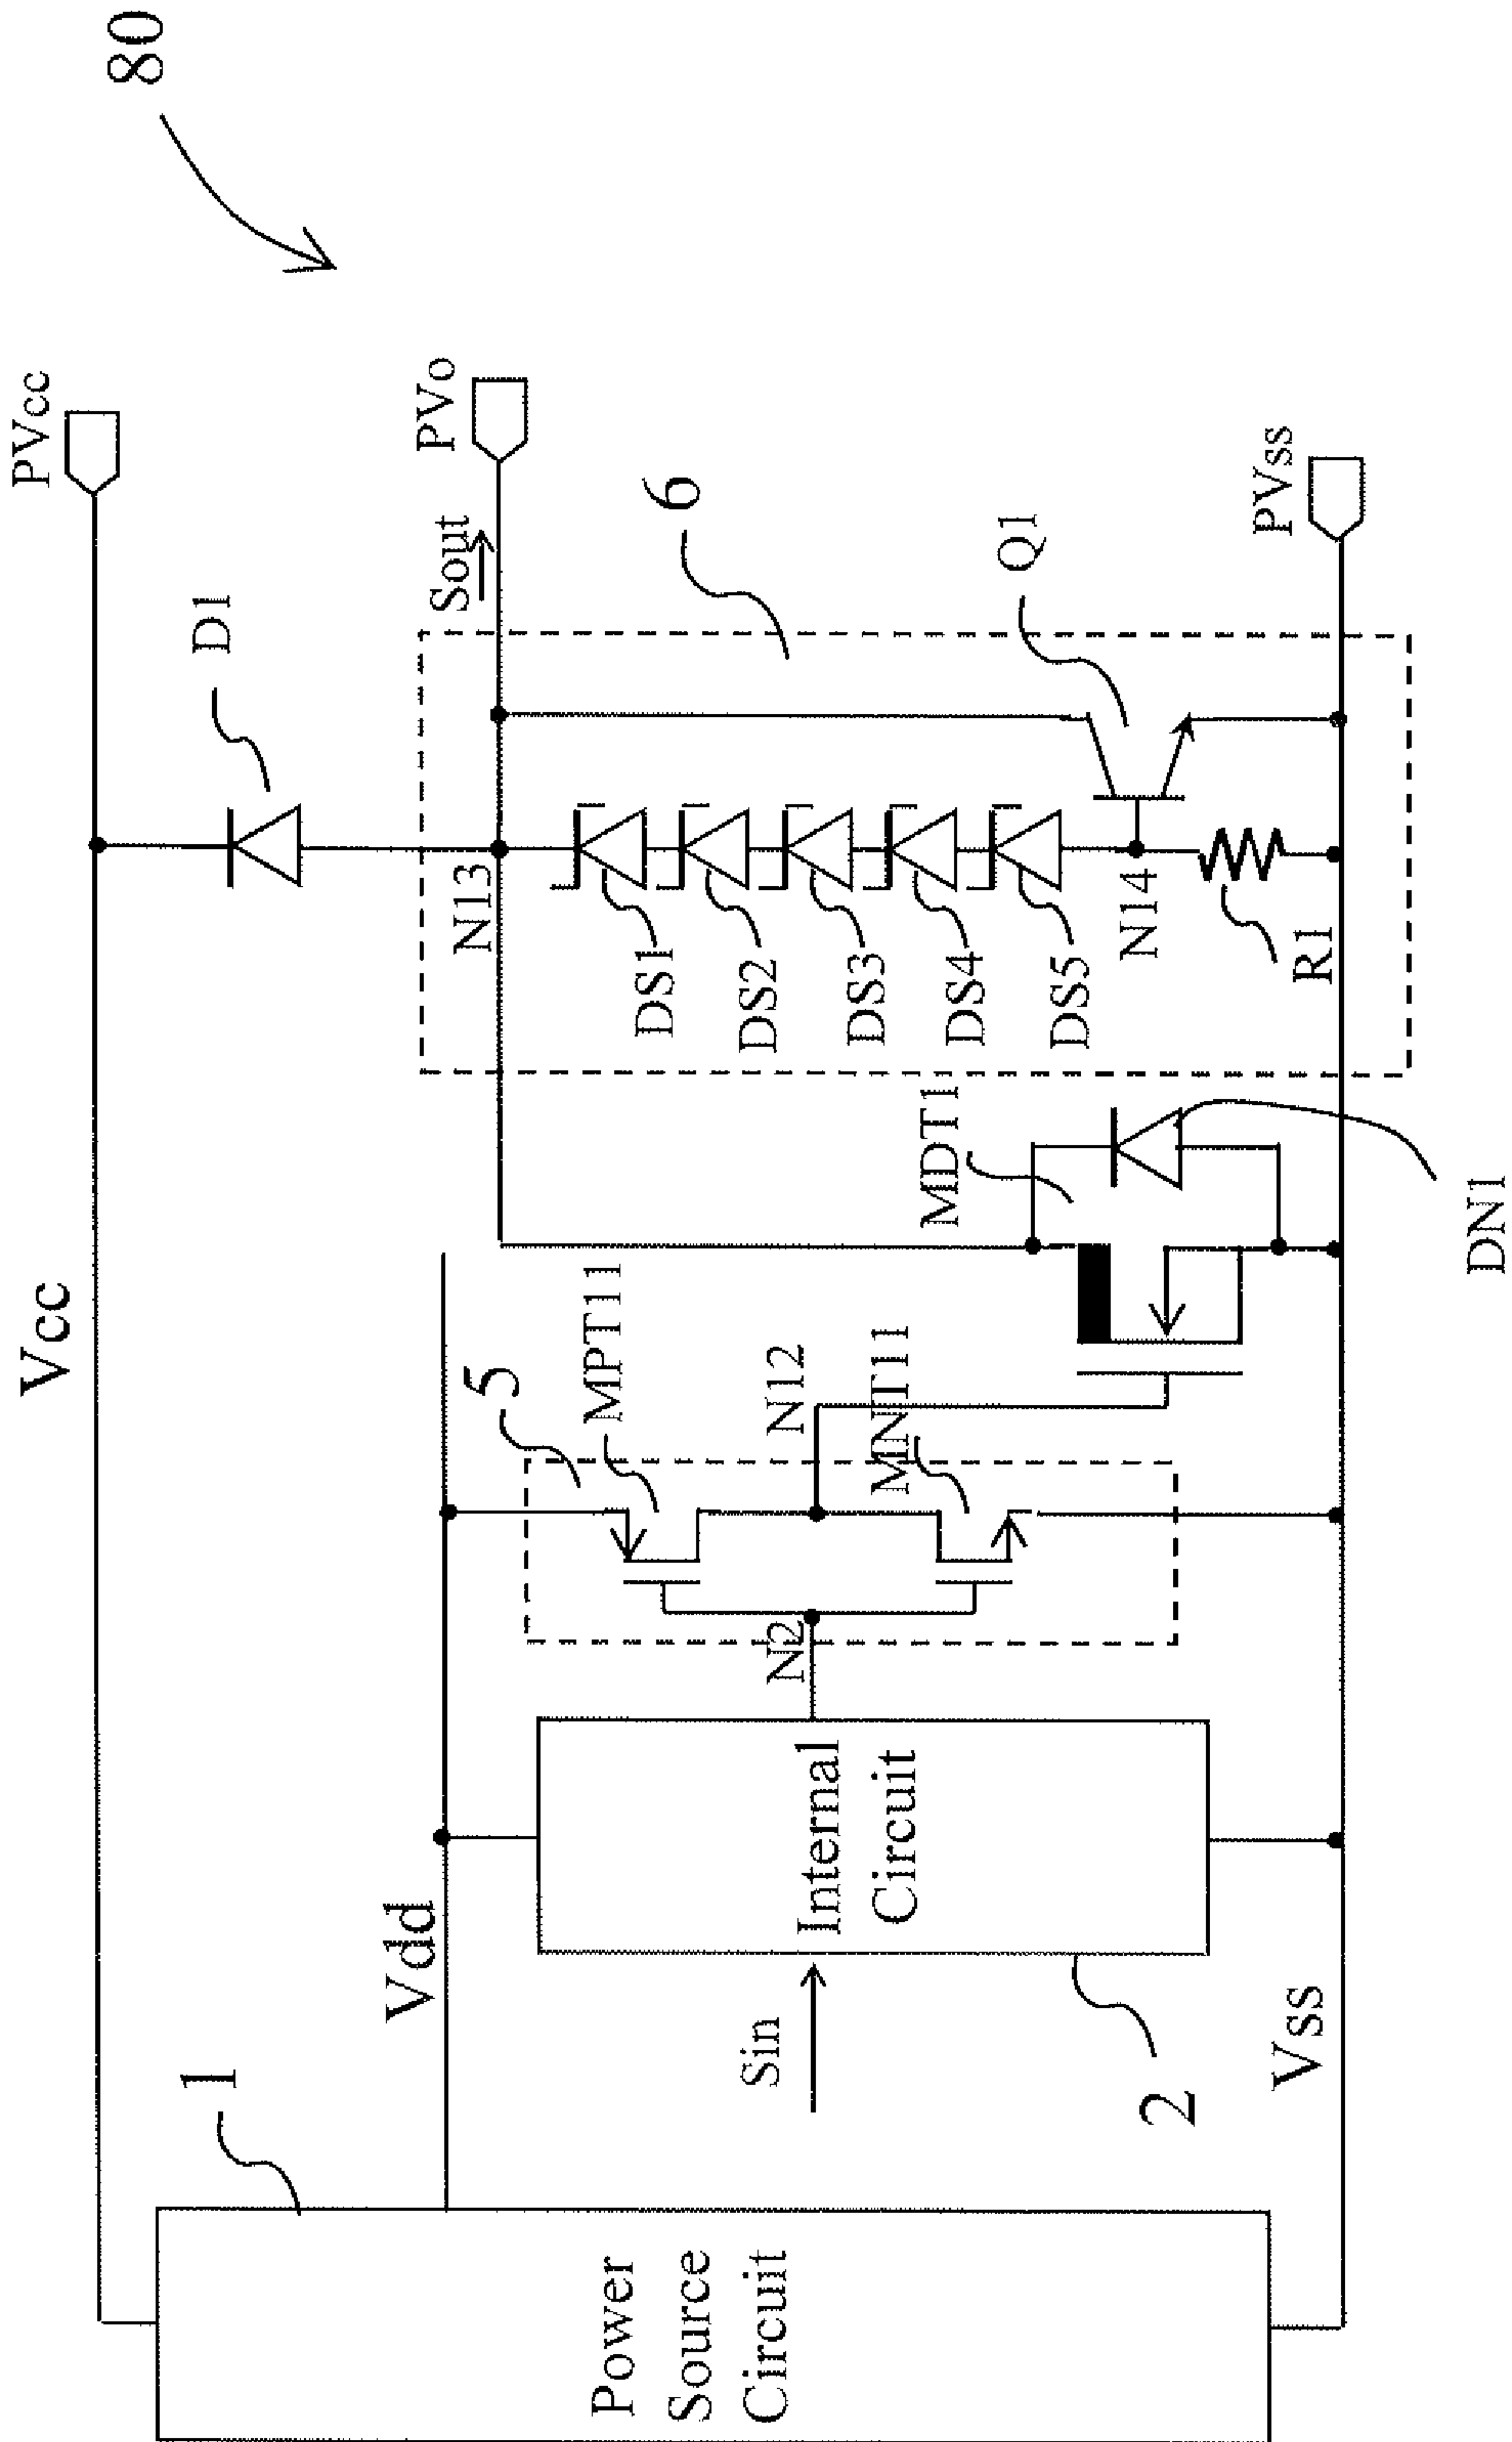 80
Vcc
PVcc
D1
PVo
Sout
N13
6
DS1
DS2
DS3
DS4
DS5
N14
R1
Q1
PVss
MDT1
DN1
5
MPT11
N12
MNT11
N2
Vdd
Internal
Circuit
Sin
2
Vss
1
Power
Source
Circuit